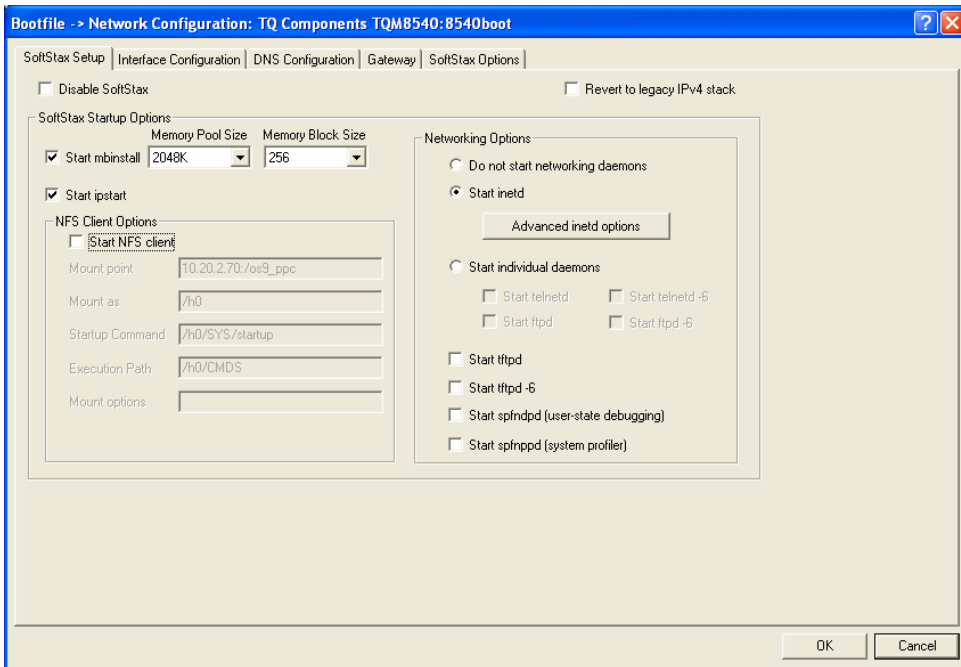 Bootfile -> Network Configuration: TQ Components TQM8540:8540boot
SoftStax Setup Interface Configuration DNS Configuration Gateway SoftStax Options
Disable SoftStax
Revert to legacy IPv4 stack
SoftStax Startup Options
Memory Pool Size Memory Block Size
Start mbinstall 2048K 256
Start ipstart
NFS Client Options
Start NFS client
Mount point 10.20.2.70:/os9_ppc
Mount as /h0
Startup Command /h0/SYS/startup
Execution Path /h0/CMDS
Mount options
Networking Options
Do not start networking daemons
Start inetd
Advanced inetd options
Start individual daemons
Start telnetd Start telnetd -6
Start ftpd Start ftpd -6
Start tftpd
Start tftpd -6
Start spfndpd (user-state debugging)
Start spfnppd (system profiler)
OK Cancel